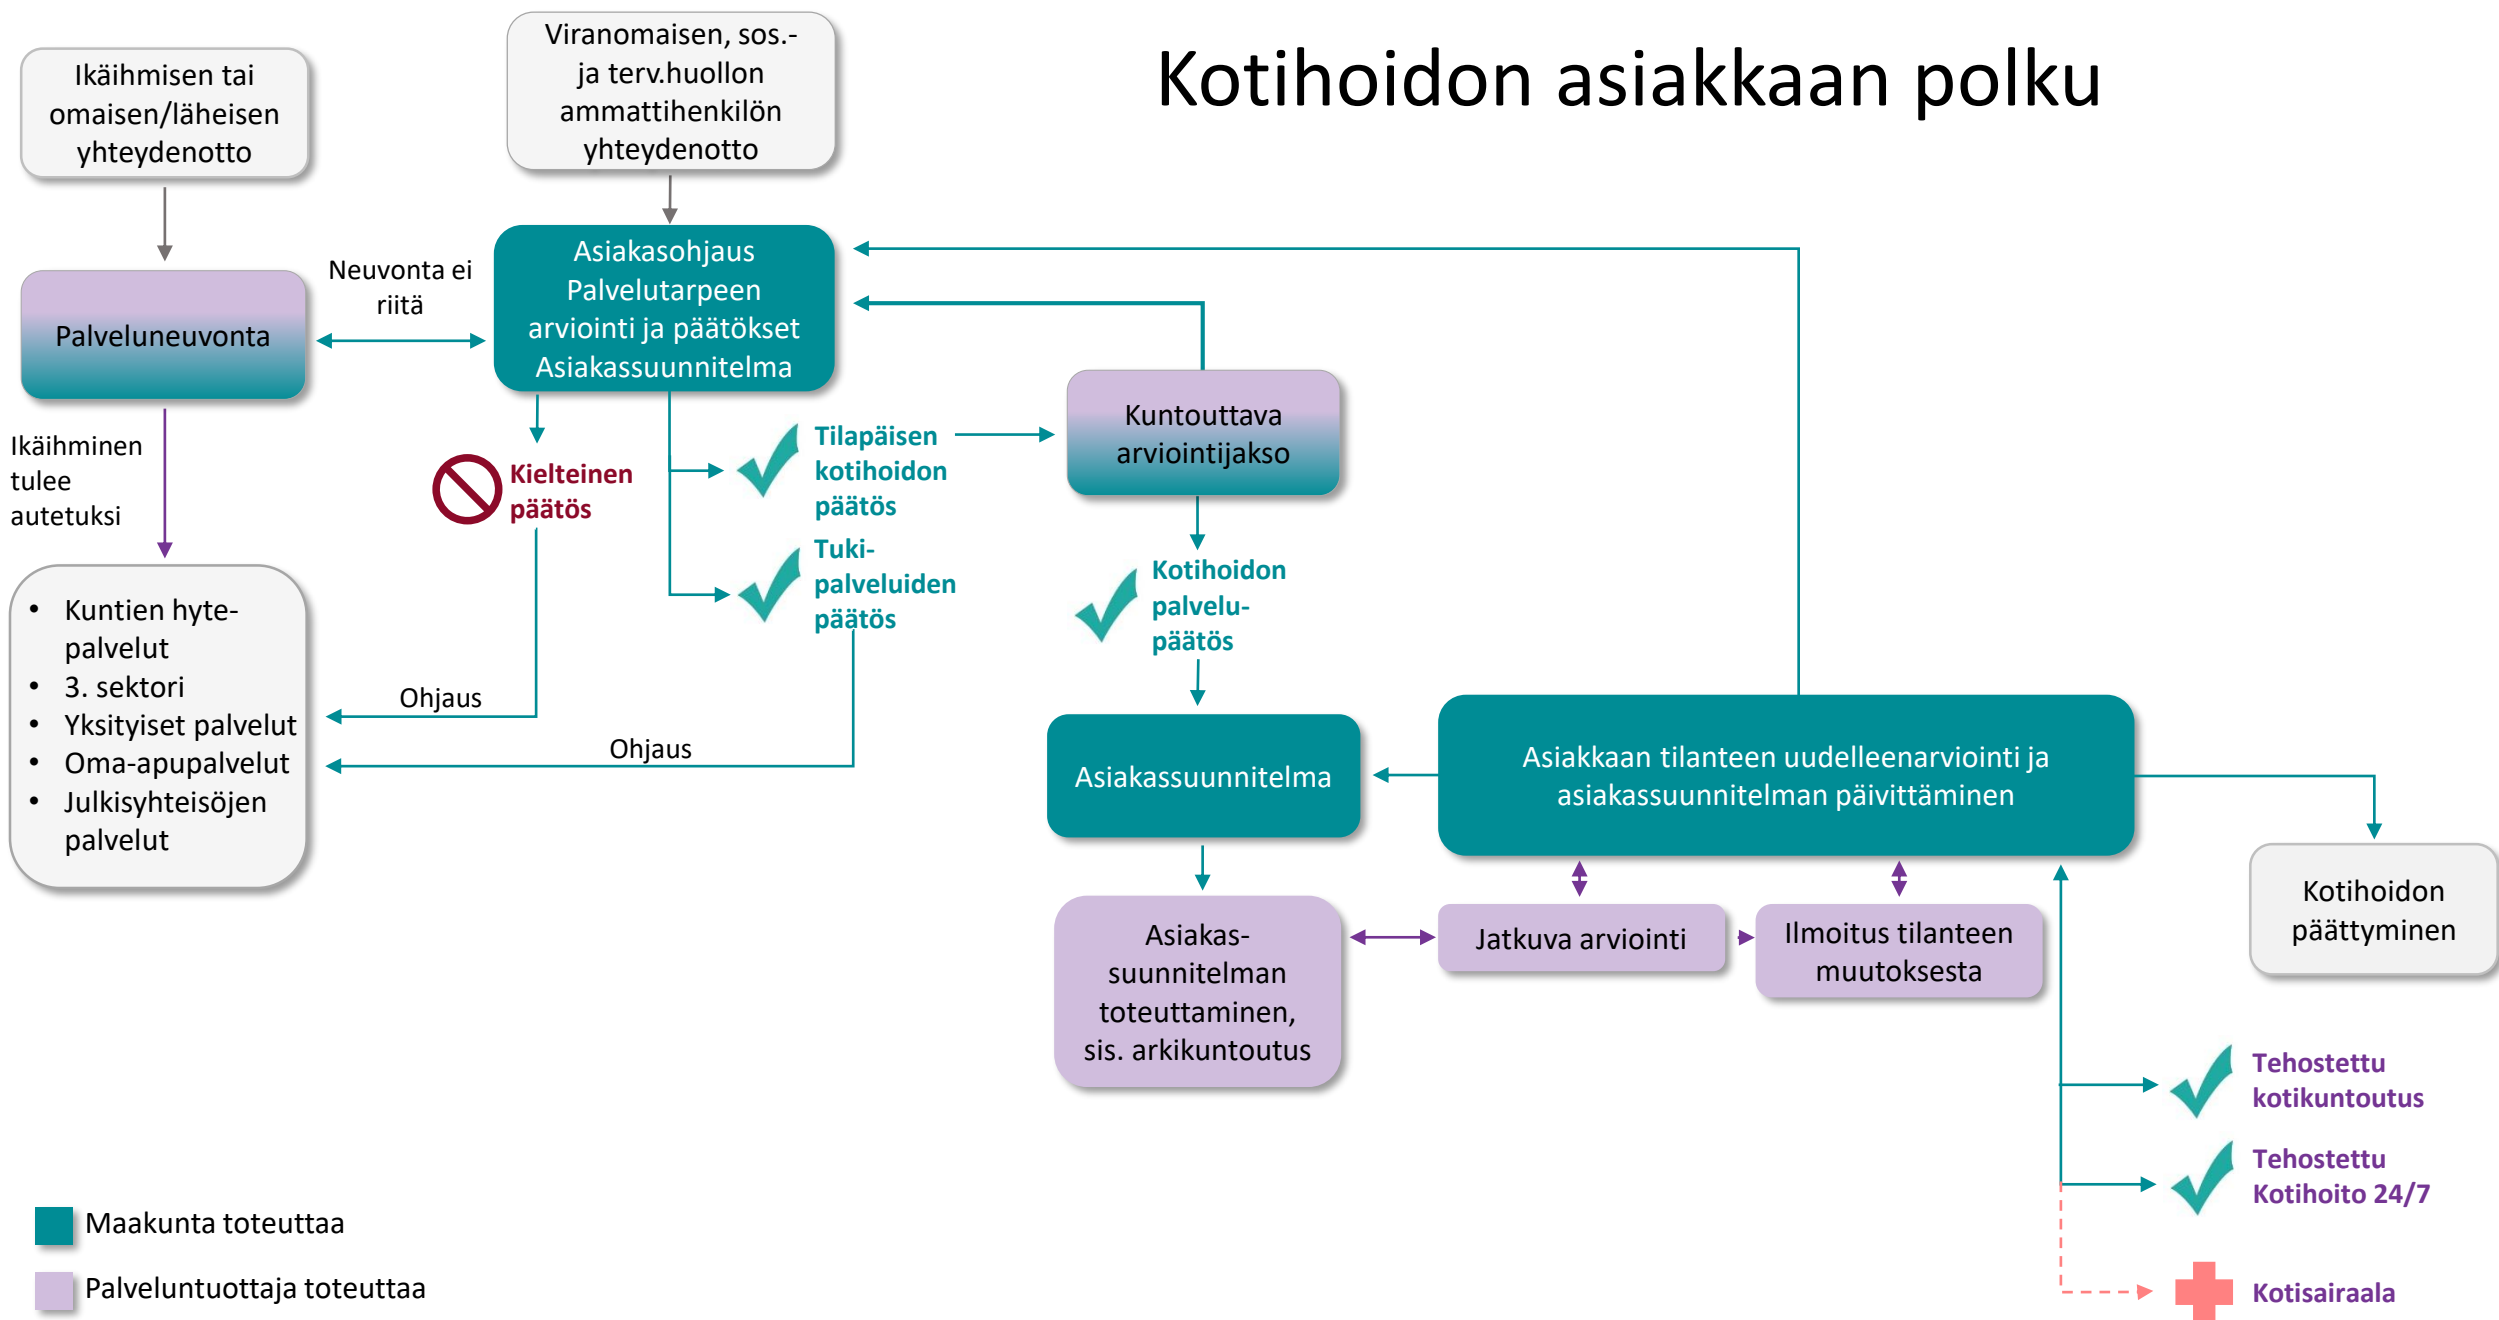 Kotihoidon asiakkaan polku
Ikäihmisen tai
omaisen/läheisen
yhteydenotto
Viranomaisen, sos.-
ja terv.huollon
ammattihenkilön
yhteydenotto
Palveluneuvonta
Neuvonta ei
riitä
Asiakasohjaus
Palvelutarpeen
arviointi ja päätökset
Asiakassuunnitelma
Ikäihminen
tulee
autetuksi
Kielteinen
päätös
Tilapäisen
kotihoidon
päätös
Tuki-
palveluiden
päätös
Kuntouttava
arviointijakso
Kotihoidon
palvelu-
päätös
• Kuntien hyte-
palvelut
• 3. sektori
• Yksityiset palvelut
• Oma-apupalvelut
• Julkisyhteisöjen
palvelut
Ohjaus
Ohjaus
Asiakassuunnitelma
Asiakkaan tilanteen uudelleenarviointi ja
asiakassuunnitelman päivittäminen
Asiakas-
suunnitelman
toteuttaminen,
sis. arkikuntoutus
Jatkuva arviointi
Ilmoitus tilanteen
muutoksesta
Kotihoidon
päättyminen
Tehostettu
kotikuntoutus
Tehostettu
Kotihoito 24/7
Kotisairaala
Maakunta toteuttaa
Palveluntuottaja toteuttaa